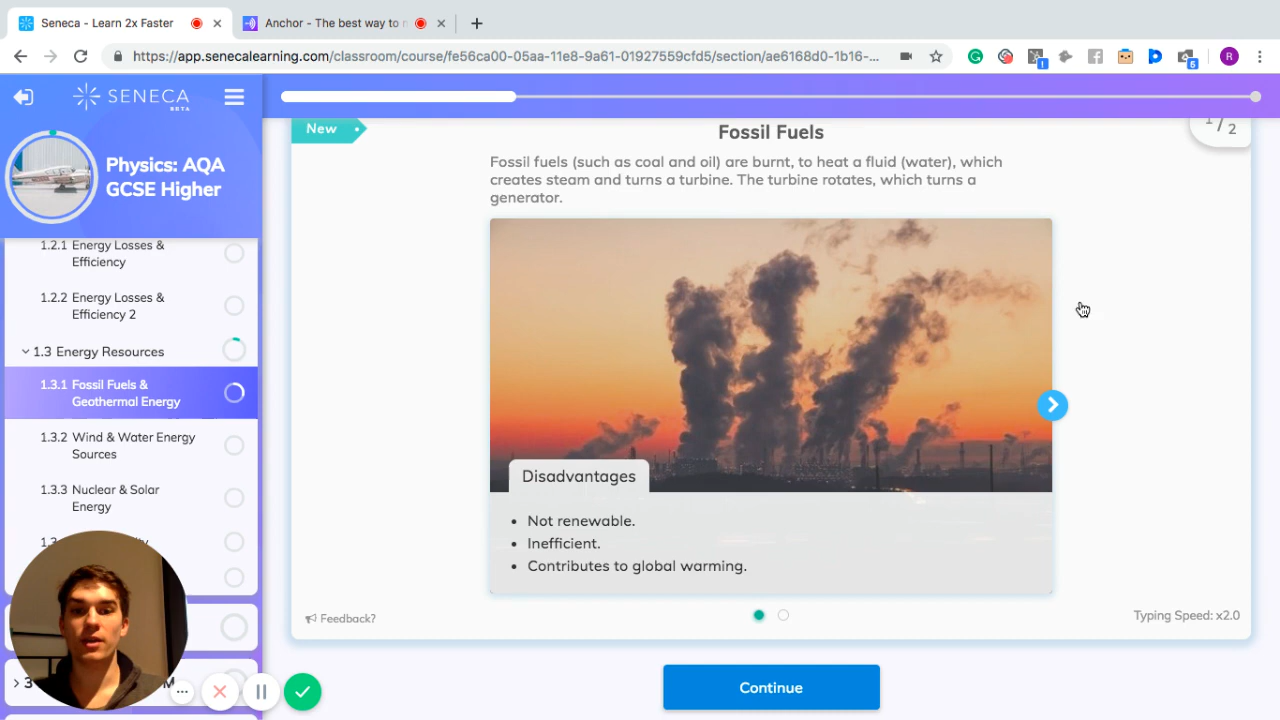 Seneca - Learn 2x Faster
Anchor - The best way to
https://app.senecalearning.com/classroom/course/fe56ca00-05aa-11e8-9a61-01927559cfd5/section/ae6168d0-1b16-...
1
5
R
SENECA
BETA
Physics: AQA
GCSE Higher
1.2.1 Energy Losses &
Efficiency
1.2.2 Energy Losses &
Efficiency 2
1.3 Energy Resources
1.3.1 Fossil Fuels &
Geothermal Energy
1.3.2 Wind & Water Energy
Sources
1.3.3 Nuclear & Solar
Energy
3
New
1 / 2
Fossil Fuels
Fossil fuels (such as coal and oil) are burnt, to heat a fluid (water), which
creates steam and turns a turbine. The turbine rotates, which turns a
generator.
Disadvantages
• Not renewable.
• Inefficient.
• Contributes to global warming.
Feedback?
Typing Speed: x2.0
Continue